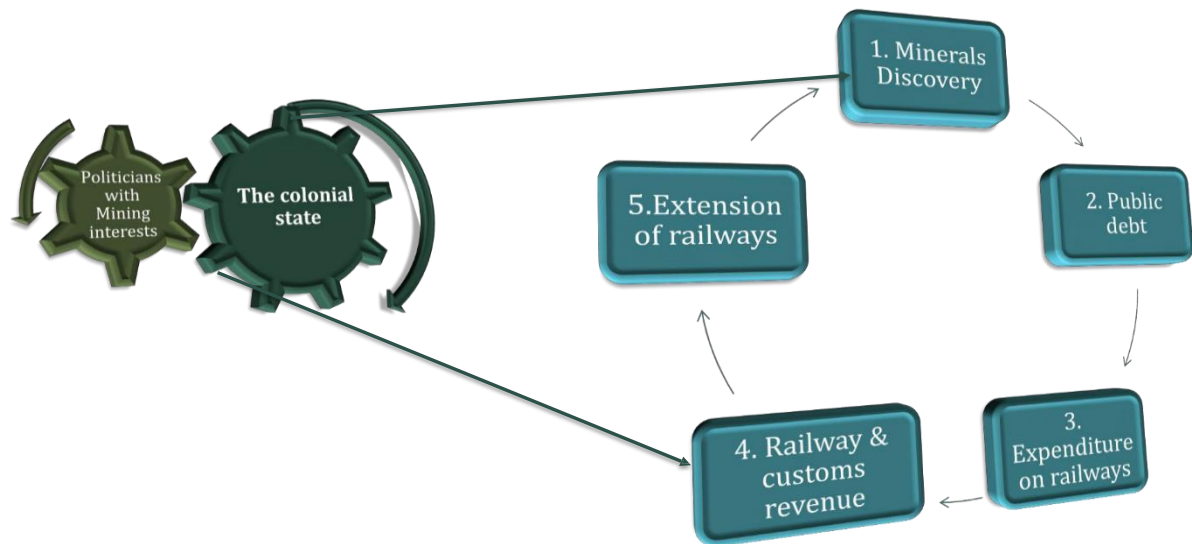 Politicians
with
Mining
interests
The colonial
state
1. Minerals
Discovery
2. Public
debt
3.
Expenditure
on railways
4. Railway &
customs
revenue
5.Extension
of railways